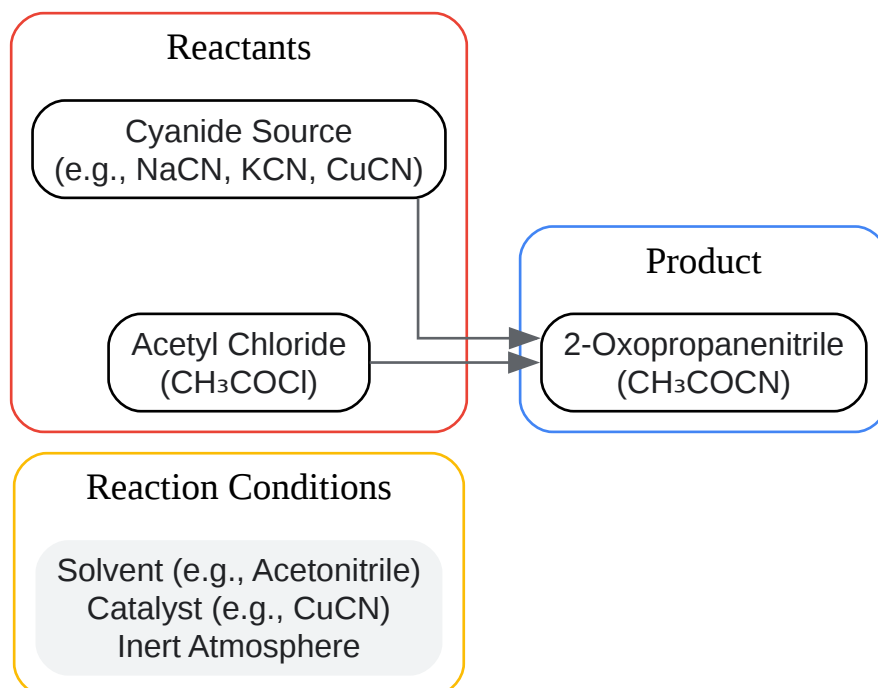 Reactants
Cyanide Source
(e.g., NaCN, KCN, CuCN)
Acetyl Chloride
(CH₃COCl)
Product
2-Oxopropanenitrile
(CH₃COCN)
Reaction Conditions
Solvent (e.g., Acetonitrile)
Catalyst (e.g., CuCN)
Inert Atmosphere